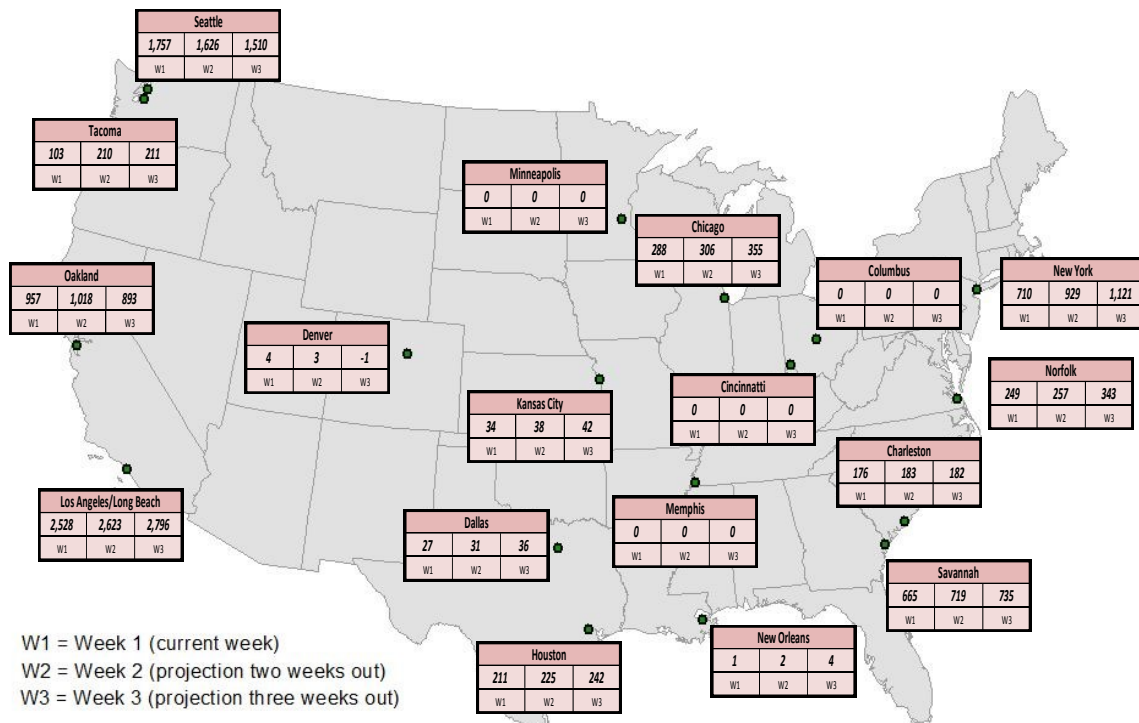 Seattle
1,757 1,626 1,510
W1 W2 W3
Tacoma
103 210 211
W1 W2 W3
Minneapolis
0 0 0
W1 W2 W3
Chicago
288 306 355
W1 W2 W3
Oakland
957 1,018 893
W1 W2 W3
Columbus
0 0 0
W1 W2 W3
New York
710 929 1,121
W1 W2 W3
Denver
4 3 -1
W1 W2 W3
Cincinnatti
0 0 0
W1 W2 W3
Norfolk
249 257 343
W1 W2 W3
Kansas City
34 38 42
W1 W2 W3
Charleston
176 183 182
W1 W2 W3
Los Angeles/Long Beach
2,528 2,623 2,796
W1 W2 W3
Dallas
27 31 36
W1 W2 W3
Memphis
0 0 0
W1 W2 W3
Savannah
665 719 735
W1 W2 W3
New Orleans
1 2 4
W1 W2 W3
Houston
211 225 242
W1 W2 W3
W1 = Week 1 (current week)
W2 = Week 2 (projection two weeks out)
W3 = Week 3 (projection three weeks out)